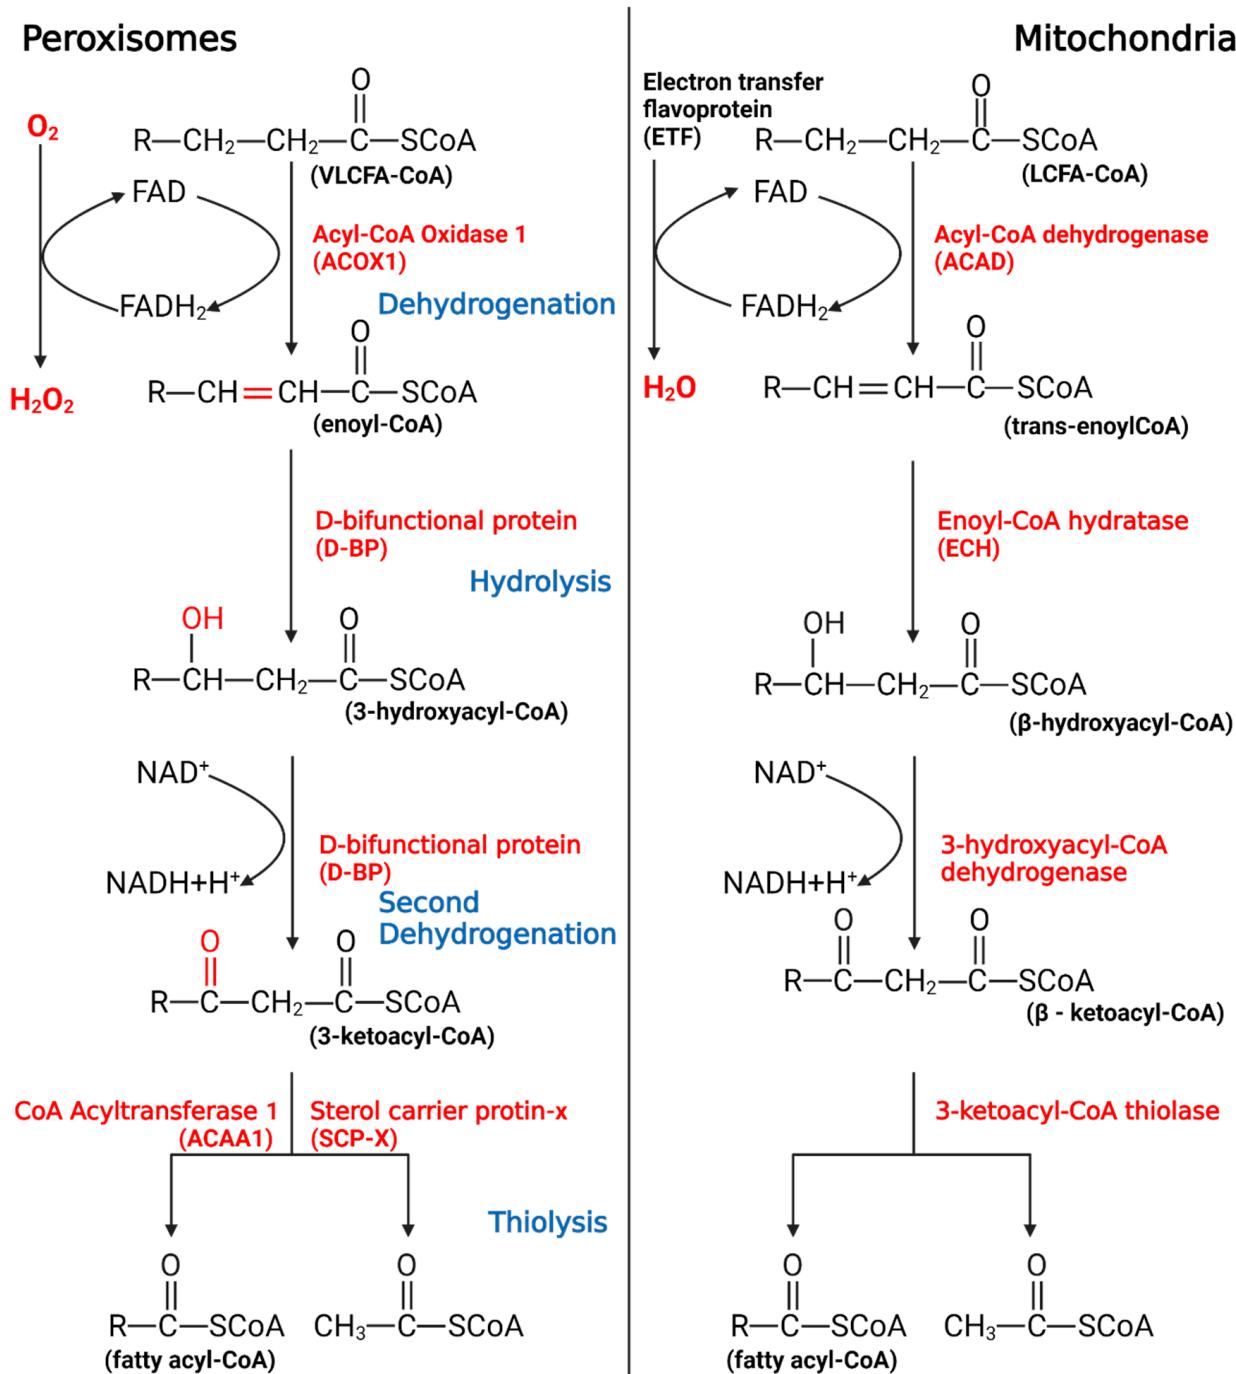 Peroxisomes
O₂
O
R—CH₂—CH₂—C—SCoA
(VLCFA-CoA)
FAD
Acyl-CoA Oxidase 1
(ACOX1)
Dehydrogenation
FADH₂
H₂O₂
O
R—CH=CH—C—SCoA
(enoyl-CoA)
D-bifunctional protein
(D-BP)
Hydrolysis
OH
O
R—CH—CH₂—C—SCoA
(3-hydroxyacyl-CoA)
NAD⁺
D-bifunctional protein
(D-BP)
NADH+H⁺
Second
Dehydrogenation
O
O
R—C—CH₂—C—SCoA
(3-ketoacyl-CoA)
CoA Acyltransferase 1
(ACAA1)
Sterol carrier protin-x
(SCP-X)
Thiolysis
O
R—C—SCoA
(fatty acyl-CoA)
O
CH₃—C—SCoA
Mitochondria
Electron transfer
flavoprotein
(ETF)
O
R—CH₂—CH₂—C—SCoA
(LCFA-CoA)
FAD
Acyl-CoA dehydrogenase
(ACAD)
FADH₂
H₂O
O
R—CH=CH—C—SCoA
(trans-enoylCoA)
Enoyl-CoA hydratase
(ECH)
OH
O
R—CH—CH₂—C—SCoA
(β-hydroxyacyl-CoA)
NAD⁺
3-hydroxyacyl-CoA
dehydrogenase
NADH+H⁺
O
O
R—C—CH₂—C—SCoA
(β - ketoacyl-CoA)
3-ketoacyl-CoA thiolase
O
R—C—SCoA
(fatty acyl-CoA)
O
CH₃—C—SCoA